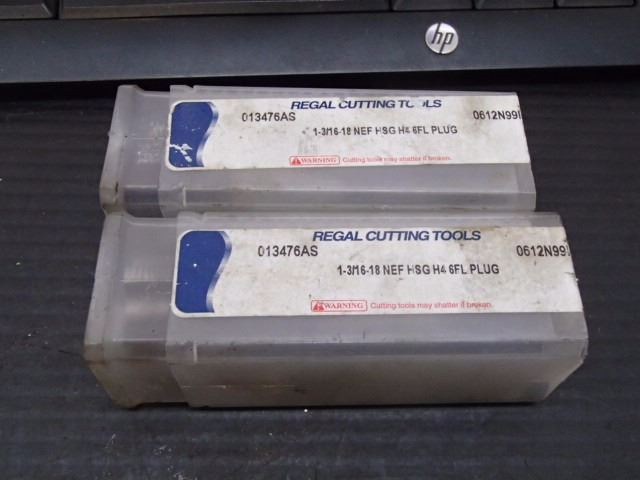 hp
REGAL CUTTING TOOLS
013476AS 0612N99
1-3/16-18 NEF HSG H4 6FL PLUG
WARNING Cutting tools may shatter if broken.
REGAL CUTTING TOOLS
013476AS 0612N99
1-3/16-18 NEF HSG H4 6FL PLUG
WARNING Cutting tools may shatter if broken.